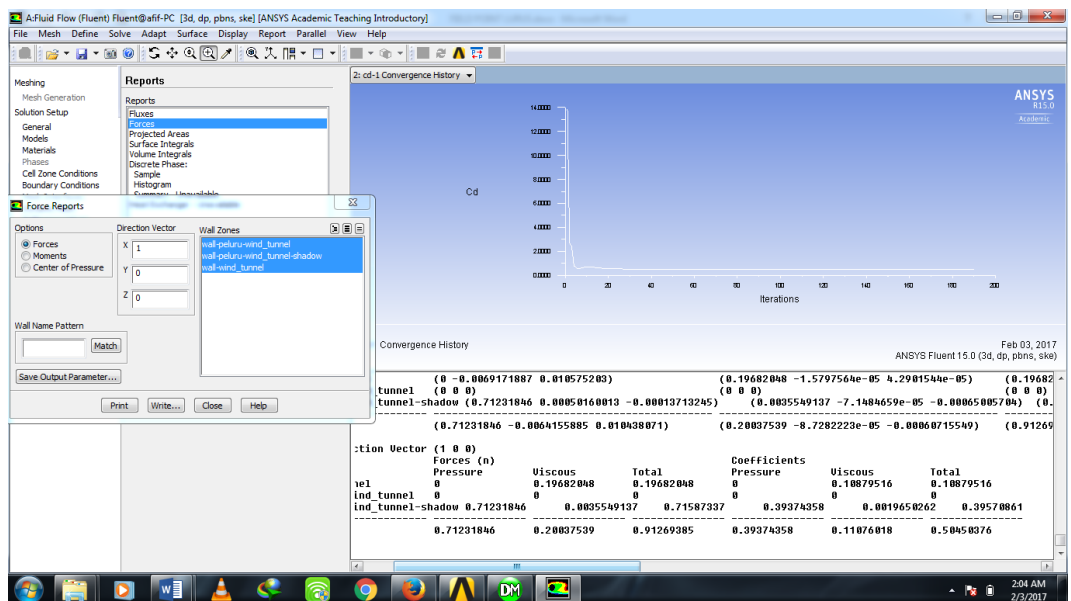 A:Fluid Flow (Fluent) Fluent@afif-PC [3d, dp, pbns, ske] [ANSYS Academic Teaching Introductory]
File Mesh Define Solve Adapt Surface Display Report Parallel View Help
Meshing
Mesh Generation
Solution Setup
General
Models
Materials
Phases
Cell Zone Conditions
Boundary Conditions
Reports
Reports
Fluxes
Forces
Projected Areas
Surface Integrals
Volume Integrals
Discrete Phase:
Sample
Histogram
Summary - Unavailable
Force Reports
Options
Forces
Moments
Center of Pressure
Direction Vector
X 1
Y 0
Z 0
Wall Zones
wall-peluru-wind_tunnel
wall-peluru-wind_tunnel-shadow
wall-wind_tunnel
Wall Name Pattern
Match
Save Output Parameter...
Print Write... Close Help
2: cd-1 Convergence History
ANSYS
R15.0
Academic
14.0000
12.0000
10.0000
8.0000
6.0000
4.0000
2.0000
0.0000
Cd
0 20 40 60 80 100 120 140 160 180 200
Iterations
Convergence History
Feb 03, 2017
ANSYS Fluent 15.0 (3d, dp, pbns, ske)
(0 -0.0069171887 0.010575203) (0.19682048 -1.5797564e-05 4.2901544e-05) (0.19682
tunnel (0 0 0) (0 0 0) (0 0 0)
tunnel-shadow (0.71231846 0.00050160013 -0.00013713245) (0.0035549137 -7.1484659e-05 -0.00065005704) (0.
(0.71231846 -0.0064155885 0.010438071) (0.20037539 -8.7282223e-05 -0.00060715549) (0.91269
ction Vector (1 0 0)
Forces (n) Coefficients
Pressure Viscous Total Pressure Viscous Total
nel 0 0.19682048 0.19682048 0 0.10879516 0.10879516
ind_tunnel 0 0 0 0 0 0
ind_tunnel-shadow 0.71231846 0.0035549137 0.71587337 0.39374358 0.0019650262 0.39570861
0.71231846 0.20037539 0.91269385 0.39374358 0.11076018 0.50450376
W
DM
2:04 AM
2/3/2017